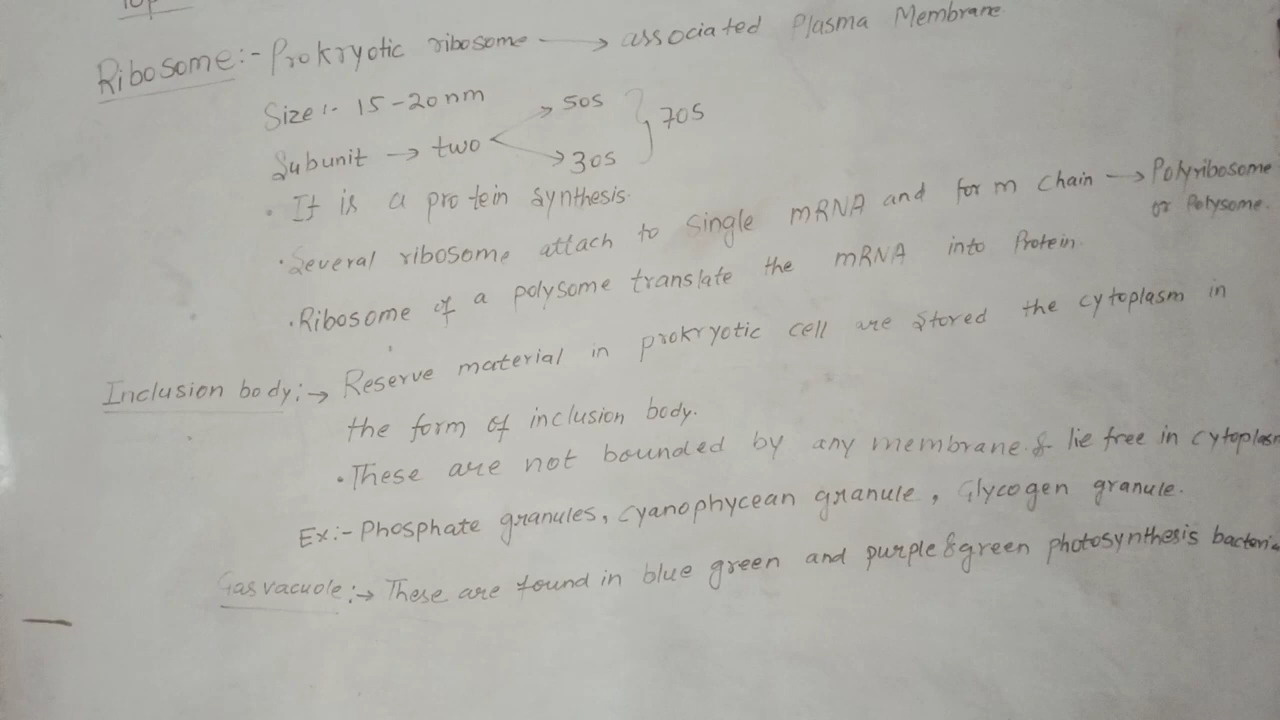 Top
Ribosome:- Prokryotic ribosome → associated Plasma Membrane.
Size:- 15-20nm
Subunit → two → 50s → 30s } 70s
• It is a protein synthesis.
• Several ribosome attach to single mRNA and form chain → Polyribosome
or Polysome.
• Ribosome of a polysome translate the mRNA into Protein.
Inclusion body:→ Reserve material in prokryotic cell are stored the cytoplasm in
the form of inclusion body.
• These are not bounded by any membrane & lie free in cytoplasm
Ex:- Phosphate granules, cyanophycean granule, Glycogen granule.
Gas vacuole:→ These are found in blue green and purple & green photosynthesis bacteria